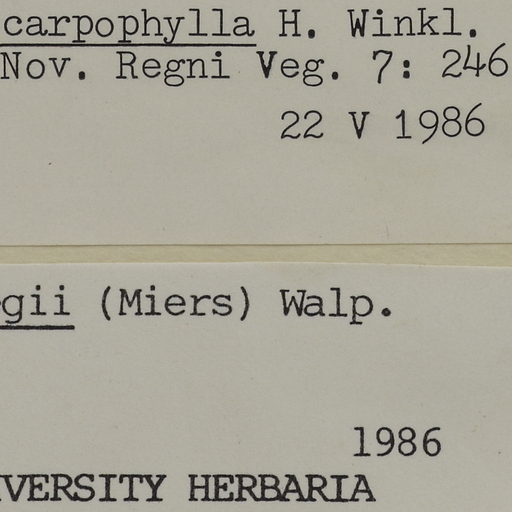 carpophylla H. Winkl.
Nov. Regni Veg. 7: 246
22 V 1986
gii (Miers) Walp.
1986
VERSITY HERBARIA